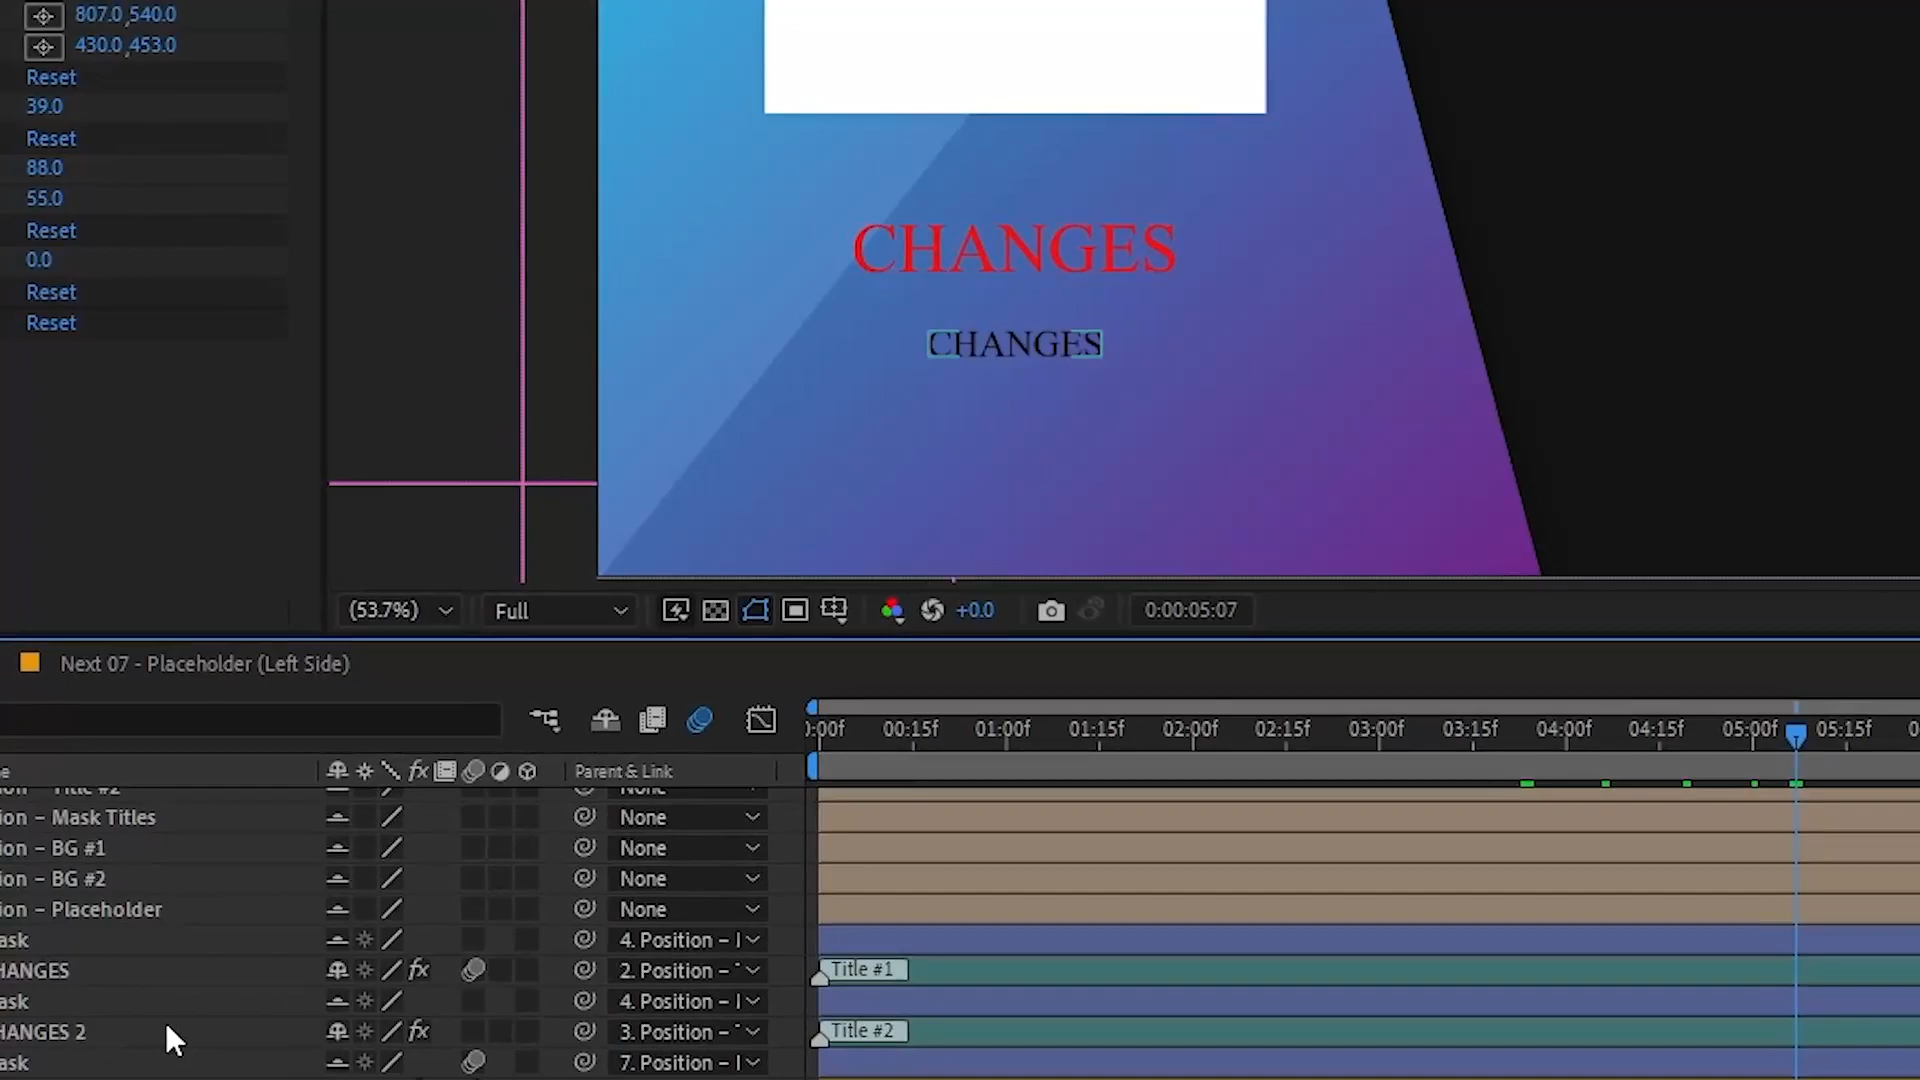 807.0,540.0
430.0,453.0
Reset
39.0
Reset
88.0
55.0
Reset
0.0
Reset
Reset
CHANGES
CHANGES
(53.7%)
Full
+0.0
0:00:05:07
Next 07 - Placeholder (Left Side)
0:00f 00:15f 01:00f 01:15f 02:00f 02:15f 03:00f 03:15f 04:00f 04:15f 05:00f 05:15f 0
e fx Parent & Link
ion – Title #2 None
ion – Mask Titles None
ion – BG #1 None
ion – BG #2 None
ion – Placeholder None
ask 4. Position –
HANGES fx 2. Position – Title #1
ask 4. Position –
HANGES 2 fx 3. Position – Title #2
ask 7. Position –